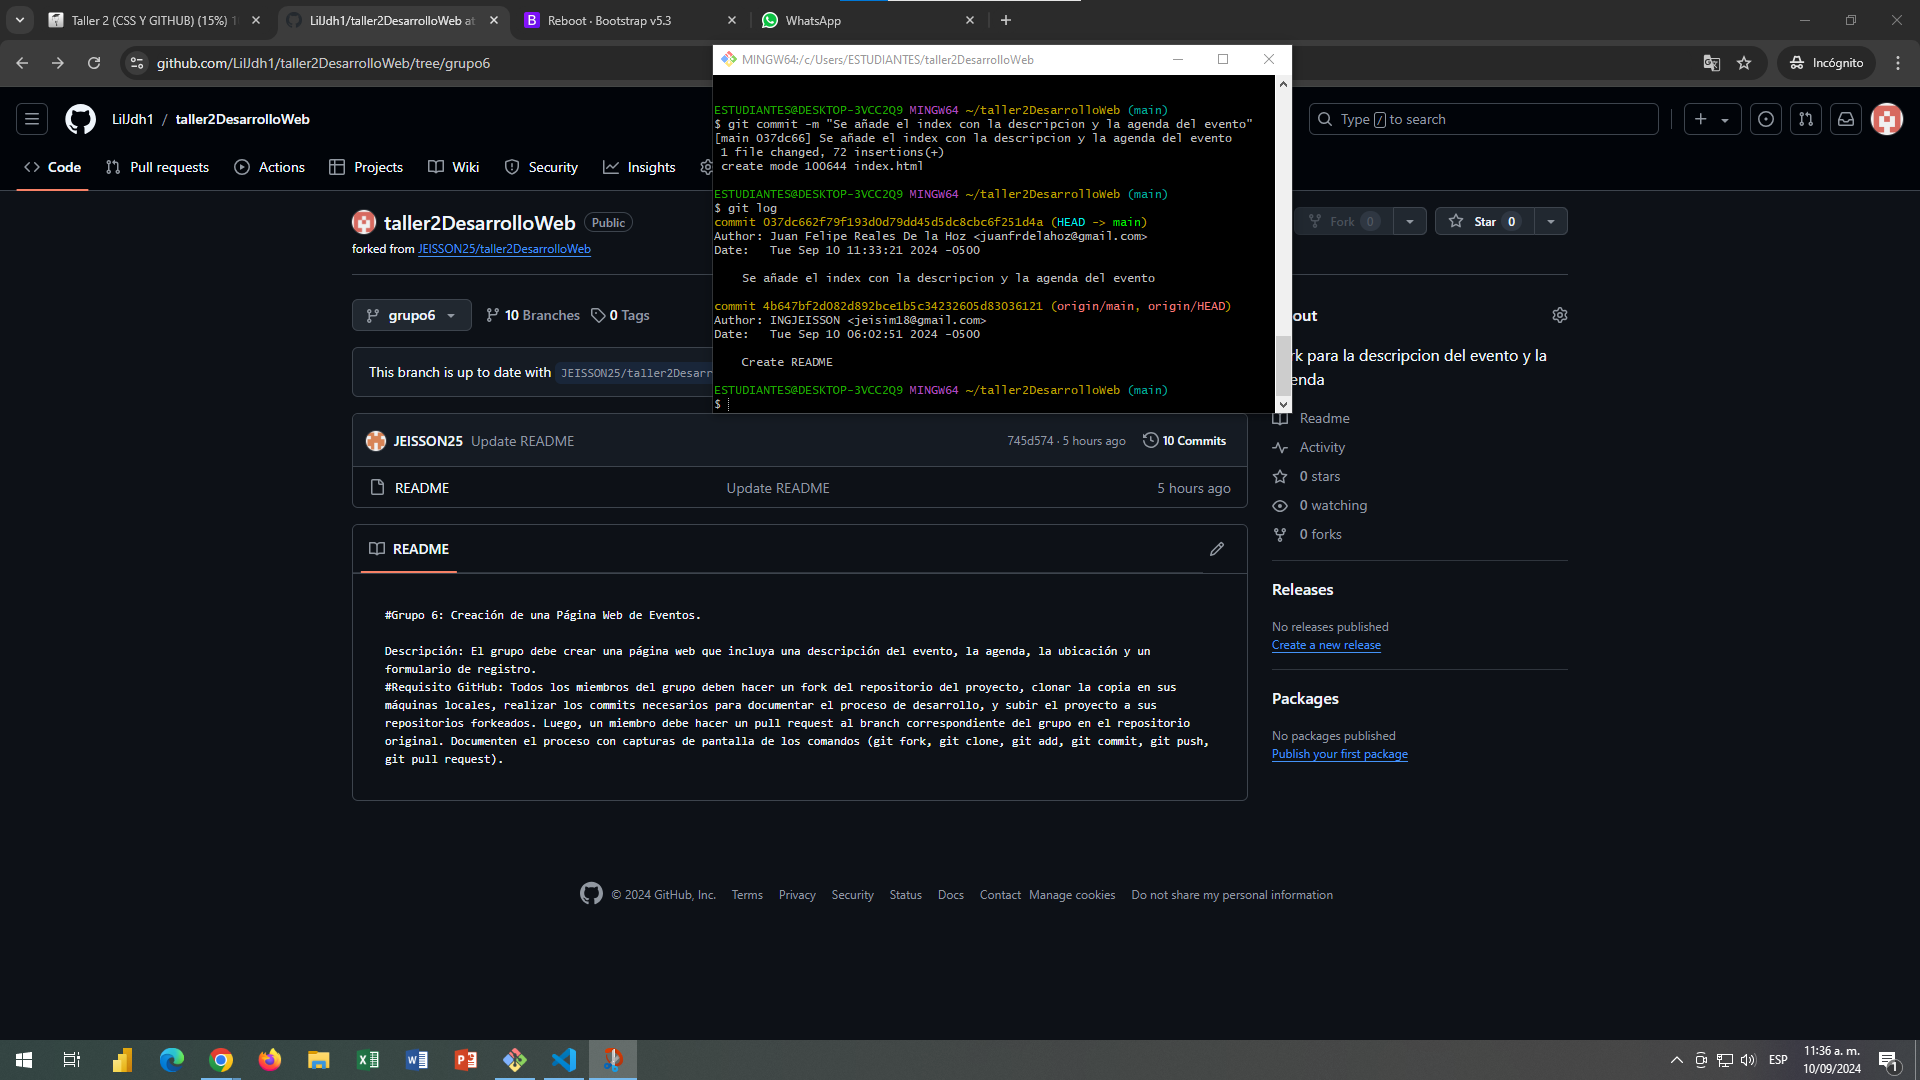 Taller 2 (CSS Y GITHUB) (15%)
LilJdh1/taller2DesarrolloWeb at
Reboot · Bootstrap v5.3
WhatsApp
github.com/LilJdh1/taller2DesarrolloWeb/tree/grupo6
Incógnito
MINGW64:/c/Users/ESTUDIANTES/taller2DesarrolloWeb
ESTUDIANTES@DESKTOP-3VCC2Q9 MINGW64 ~/taller2DesarrolloWeb (main)
$ git commit -m "Se añade el index con la descripcion y la agenda del evento"
[main 037dc66] Se añade el index con la descripcion y la agenda del evento
1 file changed, 72 insertions(+)
create mode 100644 index.html
ESTUDIANTES@DESKTOP-3VCC2Q9 MINGW64 ~/taller2DesarrolloWeb (main)
$ git log
commit 037dc662f79f193d0d79dd45d5dc8cbc6f251d4a (HEAD -> main)
Author: Juan Felipe Reales De la Hoz <juanfrdelahoz@gmail.com>
Date:   Tue Sep 10 11:33:21 2024 -0500
Se añade el index con la descripcion y la agenda del evento
commit 4b647bf2d082d892bce1b5c34232605d83036121 (origin/main, origin/HEAD)
Author: INGJEISSON <jeisim18@gmail.com>
Date:   Tue Sep 10 06:02:51 2024 -0500
Create README
ESTUDIANTES@DESKTOP-3VCC2Q9 MINGW64 ~/taller2DesarrolloWeb (main)
$
LilJdh1 / taller2DesarrolloWeb
Type / to search
Code
Pull requests
Actions
Projects
Wiki
Security
Insights
taller2DesarrolloWeb Public
forked from JEISSON25/taller2DesarrolloWeb
Fork 0
Star 0
grupo6
10 Branches
0 Tags
This branch is up to date with JEISSON25/taller2Desarr
JEISSON25 Update README
745d574 · 5 hours ago
10 Commits
README
Update README
5 hours ago
README
#Grupo 6: Creación de una Página Web de Eventos.
Descripción: El grupo debe crear una página web que incluya una descripción del evento, la agenda, la ubicación y un
formulario de registro.
#Requisito GitHub: Todos los miembros del grupo deben hacer un fork del repositorio del proyecto, clonar la copia en sus
máquinas locales, realizar los commits necesarios para documentar el proceso de desarrollo, y subir el proyecto a sus
repositorios forkeados. Luego, un miembro debe hacer un pull request al branch correspondiente del grupo en el repositorio
original. Documenten el proceso con capturas de pantalla de los comandos (git fork, git clone, git add, git commit, git push,
git pull request).
out
rk para la descripcion del evento y la
enda
Readme
Activity
0 stars
0 watching
0 forks
Releases
No releases published
Create a new release
Packages
No packages published
Publish your first package
© 2024 GitHub, Inc.
Terms
Privacy
Security
Status
Docs
Contact
Manage cookies
Do not share my personal information
ESP
11:36 a. m.
10/09/2024
1